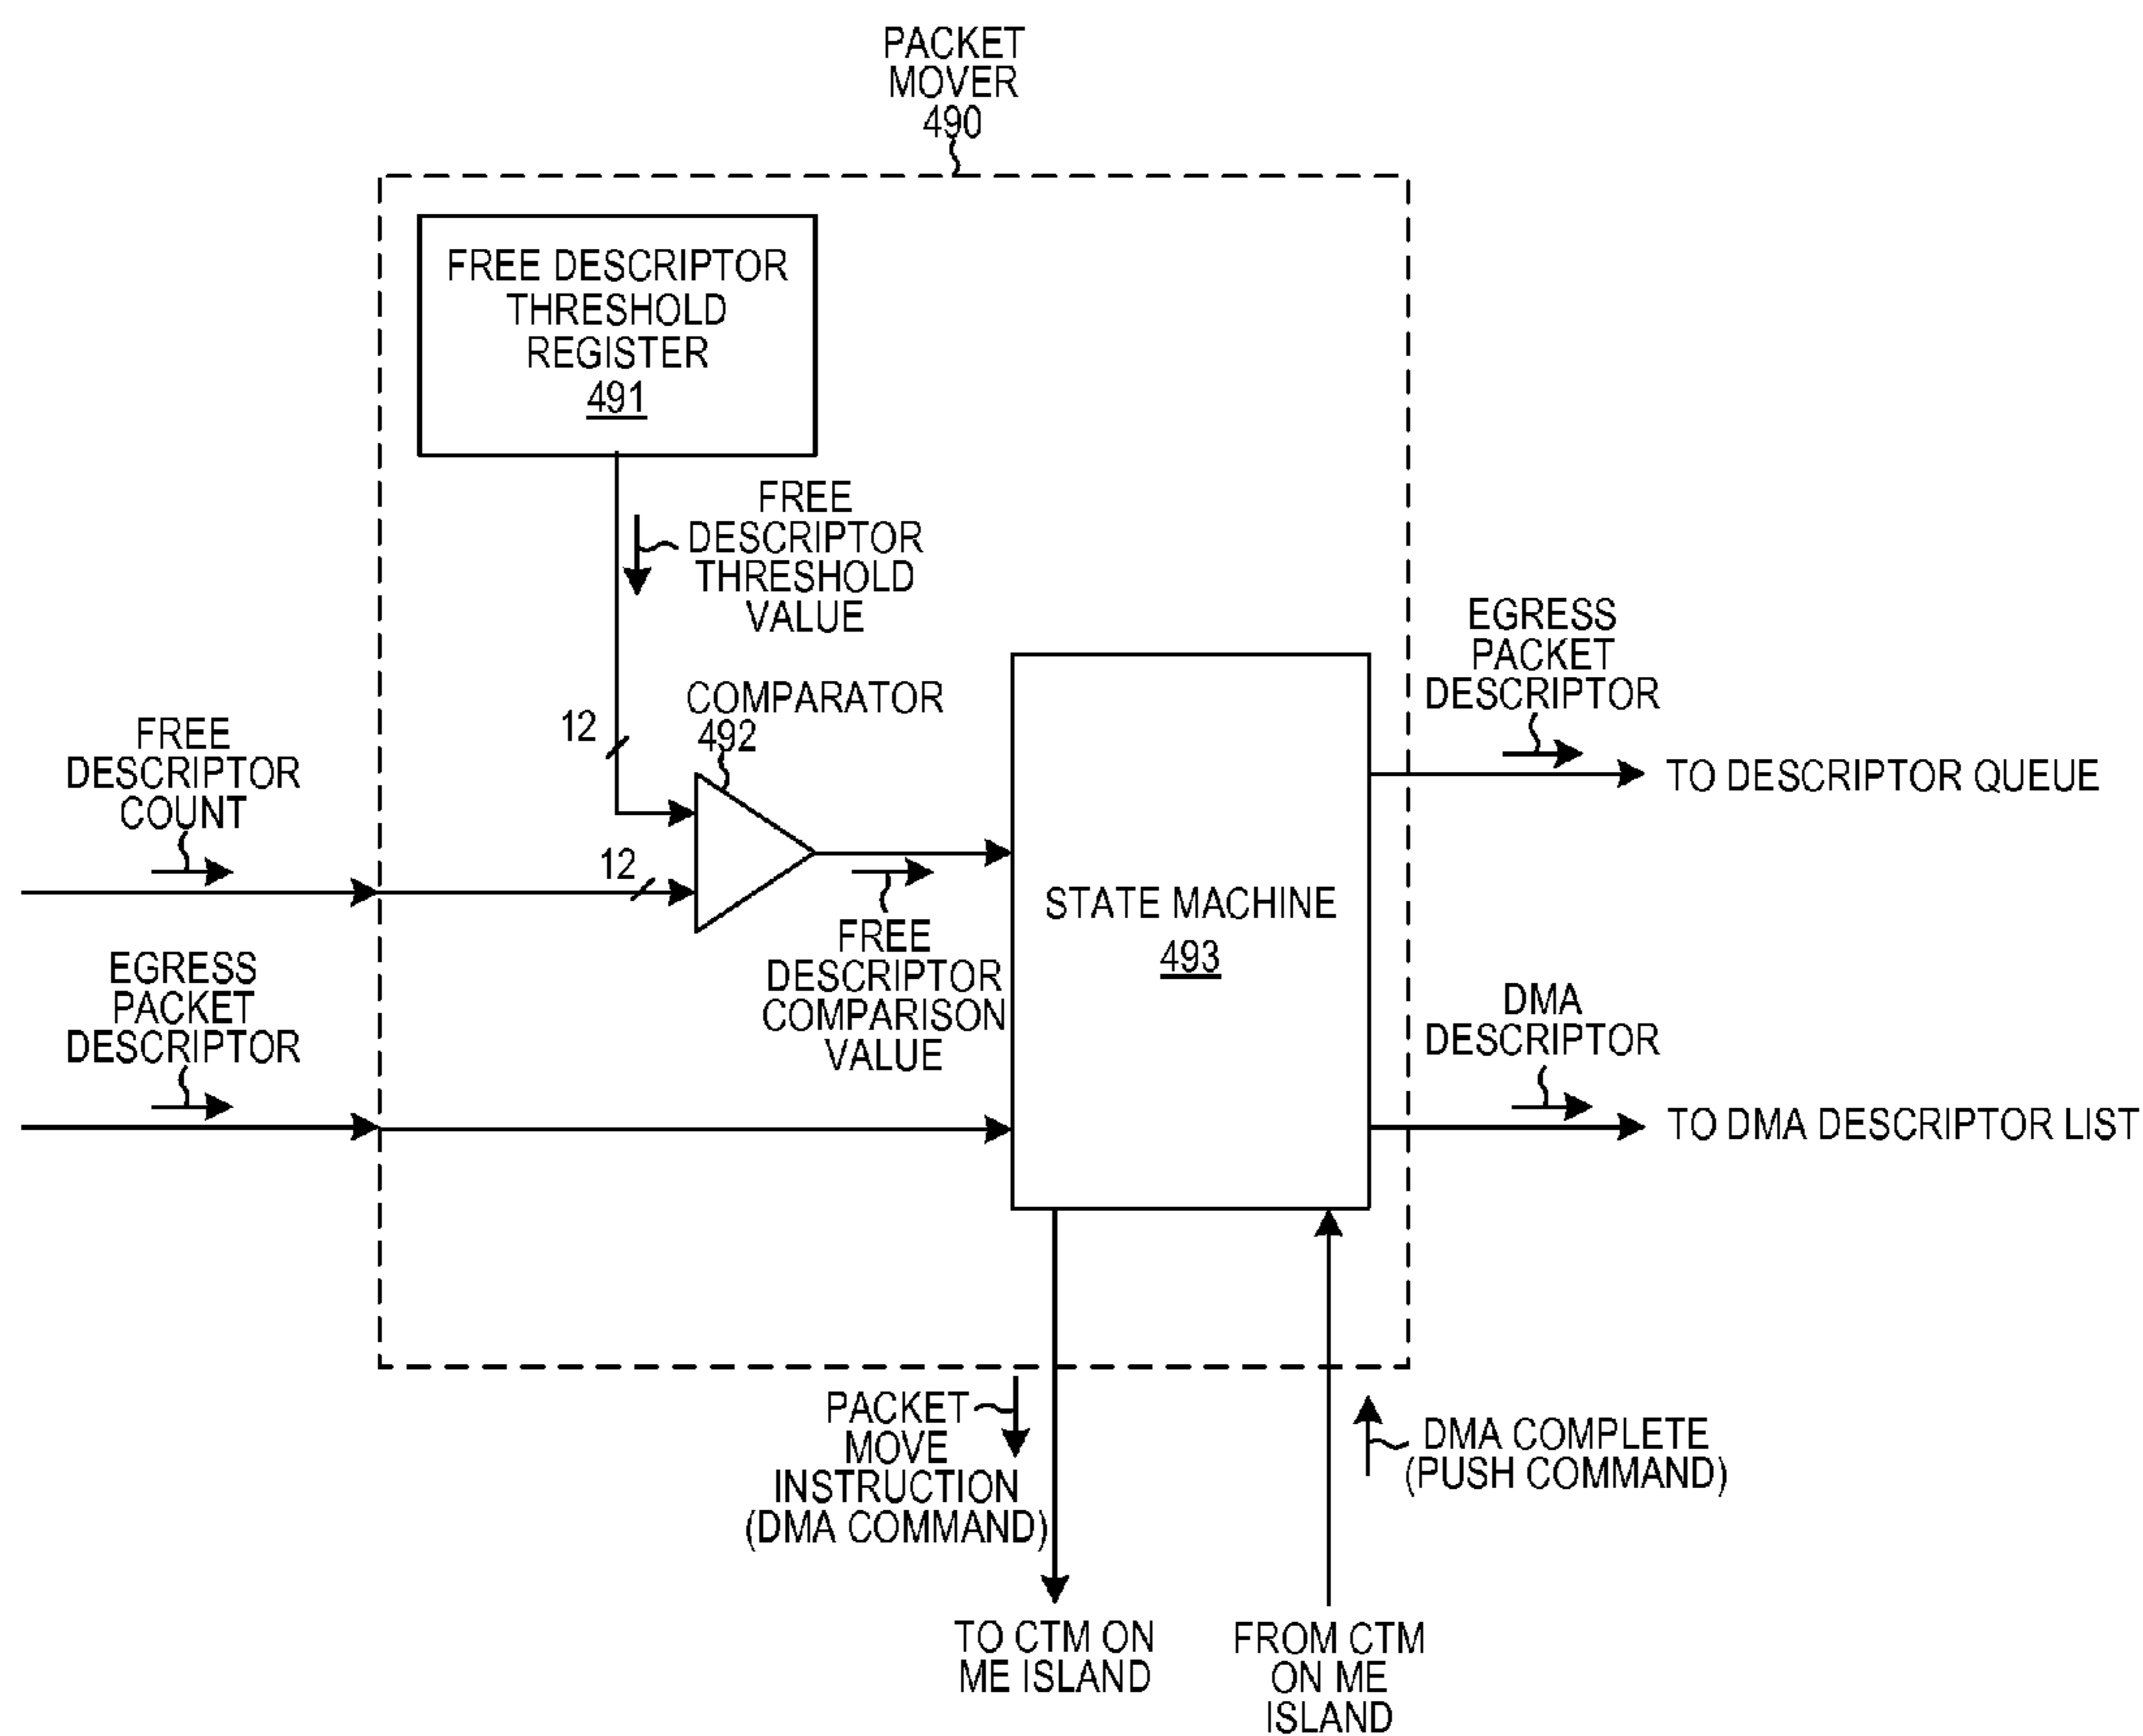 PACKET
MOVER
490
FREE DESCRIPTOR
THRESHOLD
REGISTER
491
FREE
DESCRIPTOR
THRESHOLD
VALUE
12
COMPARATOR
492
FREE
DESCRIPTOR
COUNT
12
FREE
DESCRIPTOR
COMPARISON
VALUE
EGRESS
PACKET
DESCRIPTOR
STATE MACHINE
493
EGRESS
PACKET
DESCRIPTOR
TO DESCRIPTOR QUEUE
DMA
DESCRIPTOR
TO DMA DESCRIPTOR LIST
PACKET
MOVE
INSTRUCTION
(DMA COMMAND)
DMA COMPLETE
(PUSH COMMAND)
TO CTM ON
ME ISLAND
FROM CTM
ON ME
ISLAND